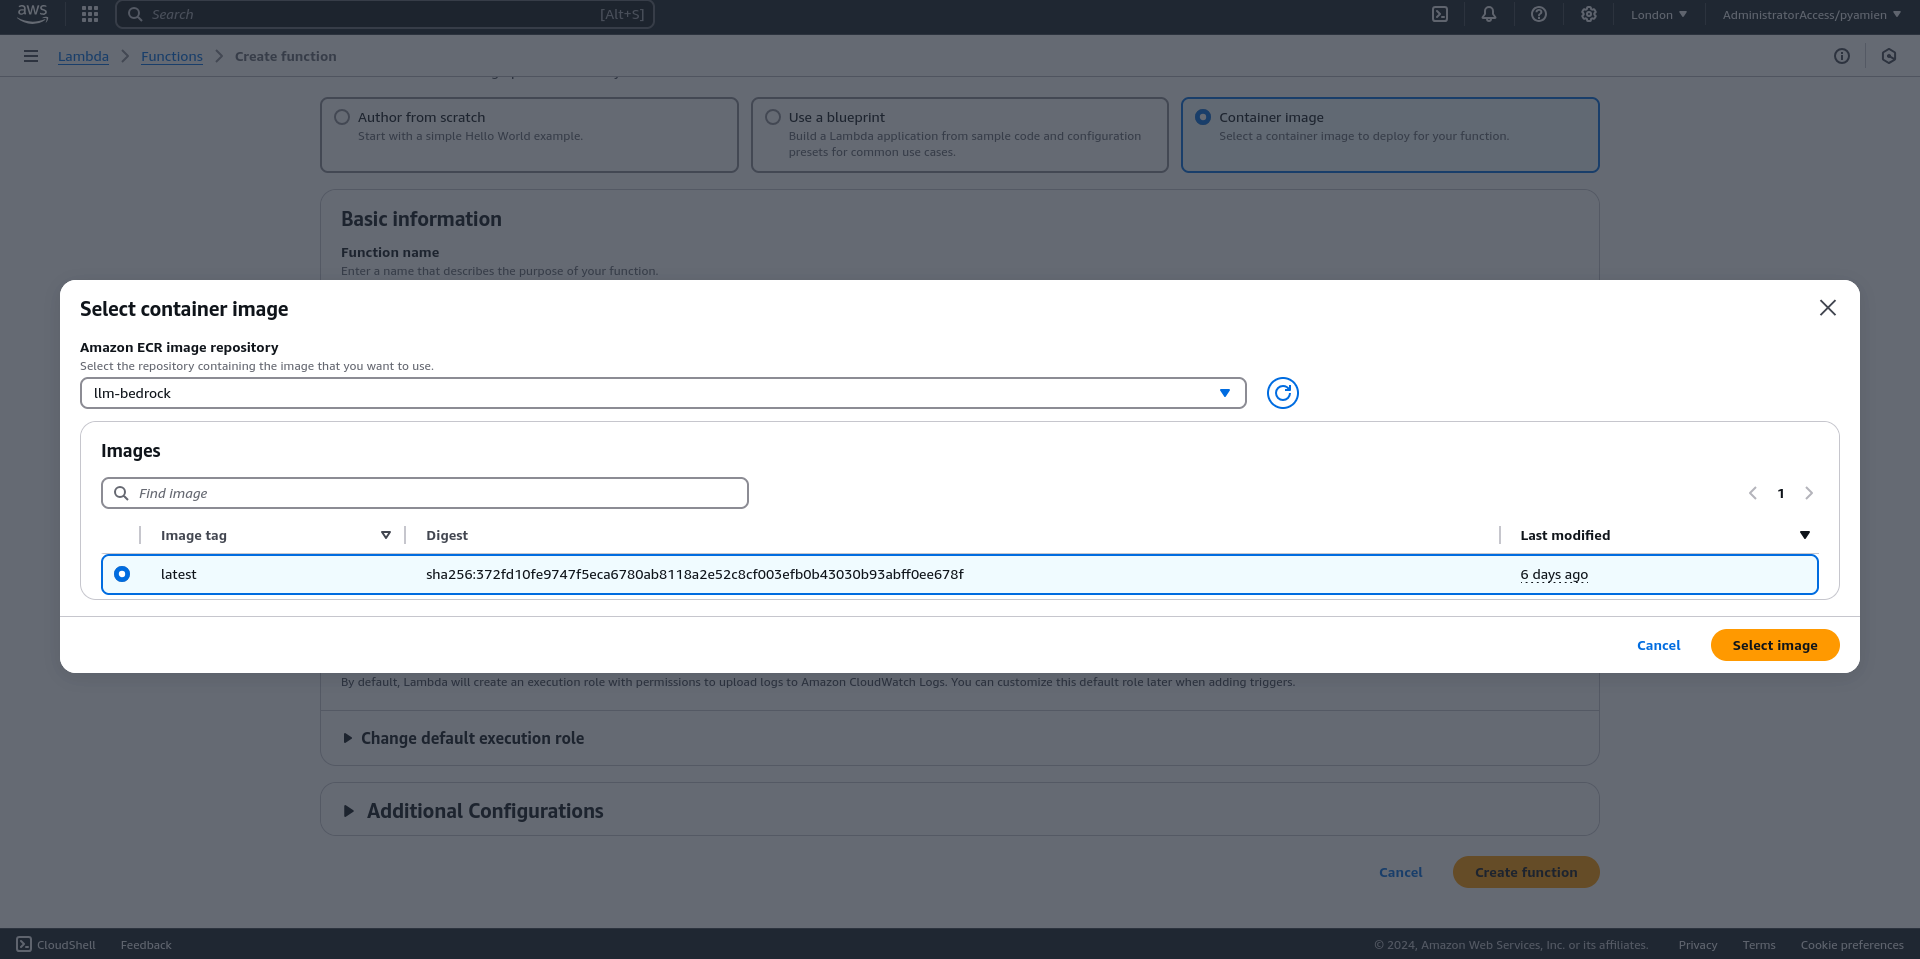 aws
Search [Alt+S]
London
AdministratorAccess/pyamien
Lambda
Functions
Create function
Author from scratch
Start with a simple Hello World example.
Use a blueprint
Build a Lambda application from sample code and configuration
presets for common use cases.
Container image
Select a container image to deploy for your function.
Basic information
Function name
Enter a name that describes the purpose of your function.
Select container image
Amazon ECR image repository
Select the repository containing the image that you want to use.
llm-bedrock
Images
Find image
1
Image tag Digest Last modified
latest sha256:372fd10fe9747f5eca6780ab8118a2e52c8cf003efb0b43030b93abff0ee678f 6 days ago
Cancel Select image
By default, Lambda will create an execution role with permissions to upload logs to Amazon CloudWatch Logs. You can customize this default role later when adding triggers.
Change default execution role
Additional Configurations
Cancel Create function
CloudShell Feedback © 2024, Amazon Web Services, Inc. or its affiliates. Privacy Terms Cookie preferences